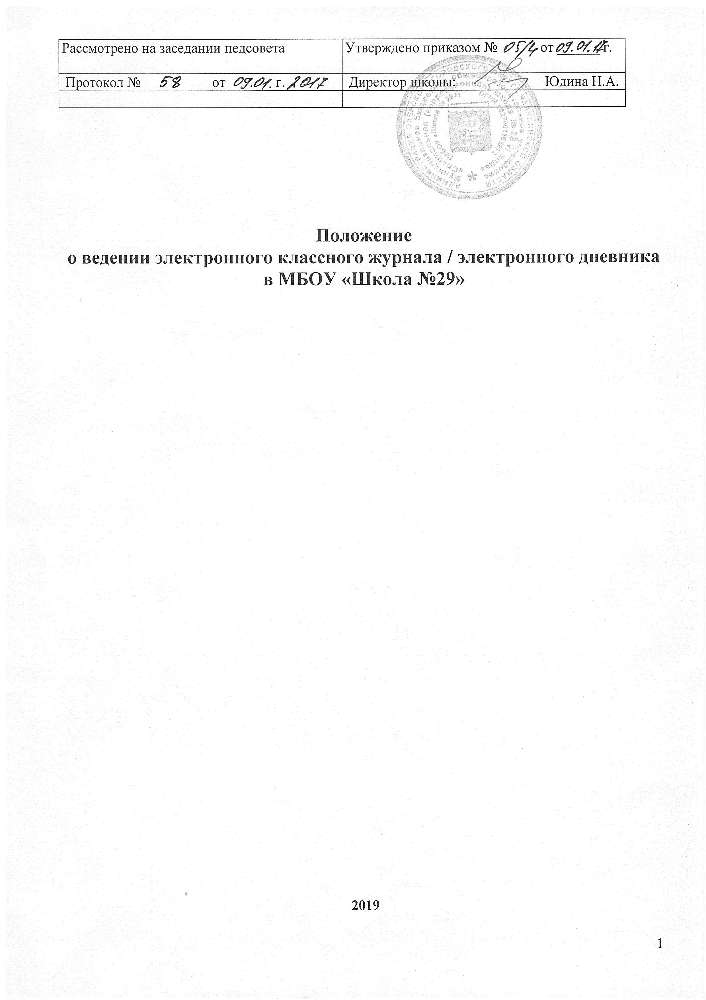 Рассмотрено на заседании педсовета
Утверждено приказом № 05/4 от 09.01.17г.
Протокол № 58 от 09.01. г. 2017
Директор школы: Юдина Н.А.
Положение
о ведении электронного классного журнала / электронного дневника
в МБОУ «Школа №29»
2019
1